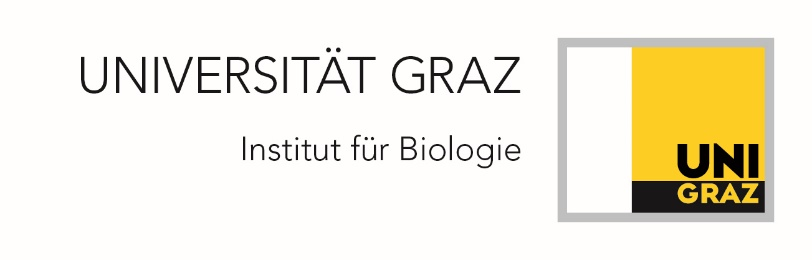 UNIVERSITÄT GRAZ
Institut für Biologie
UNI
GRAZ